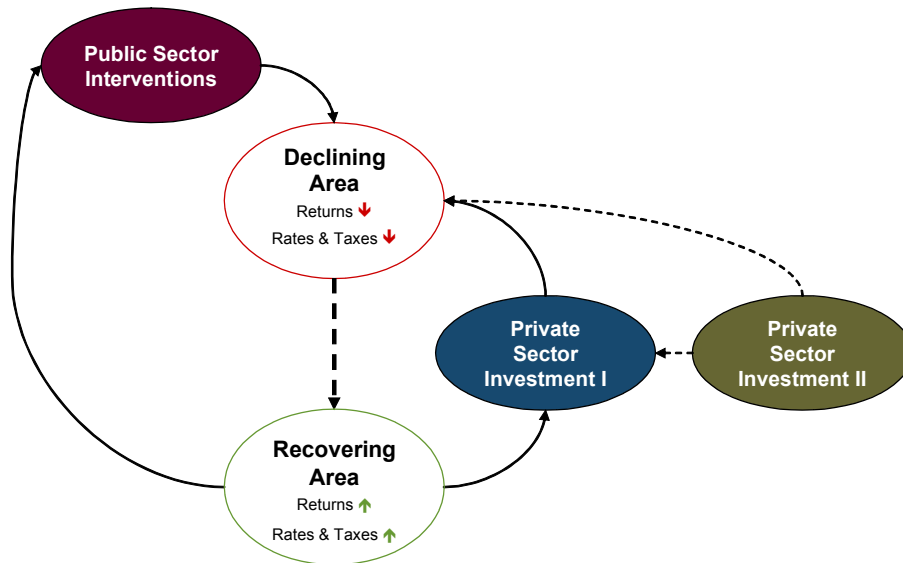 Public Sector
Interventions
Declining
Area
Returns
Rates & Taxes
Private
Sector
Investment I
Private
Sector
Investment II
Recovering
Area
Returns
Rates & Taxes